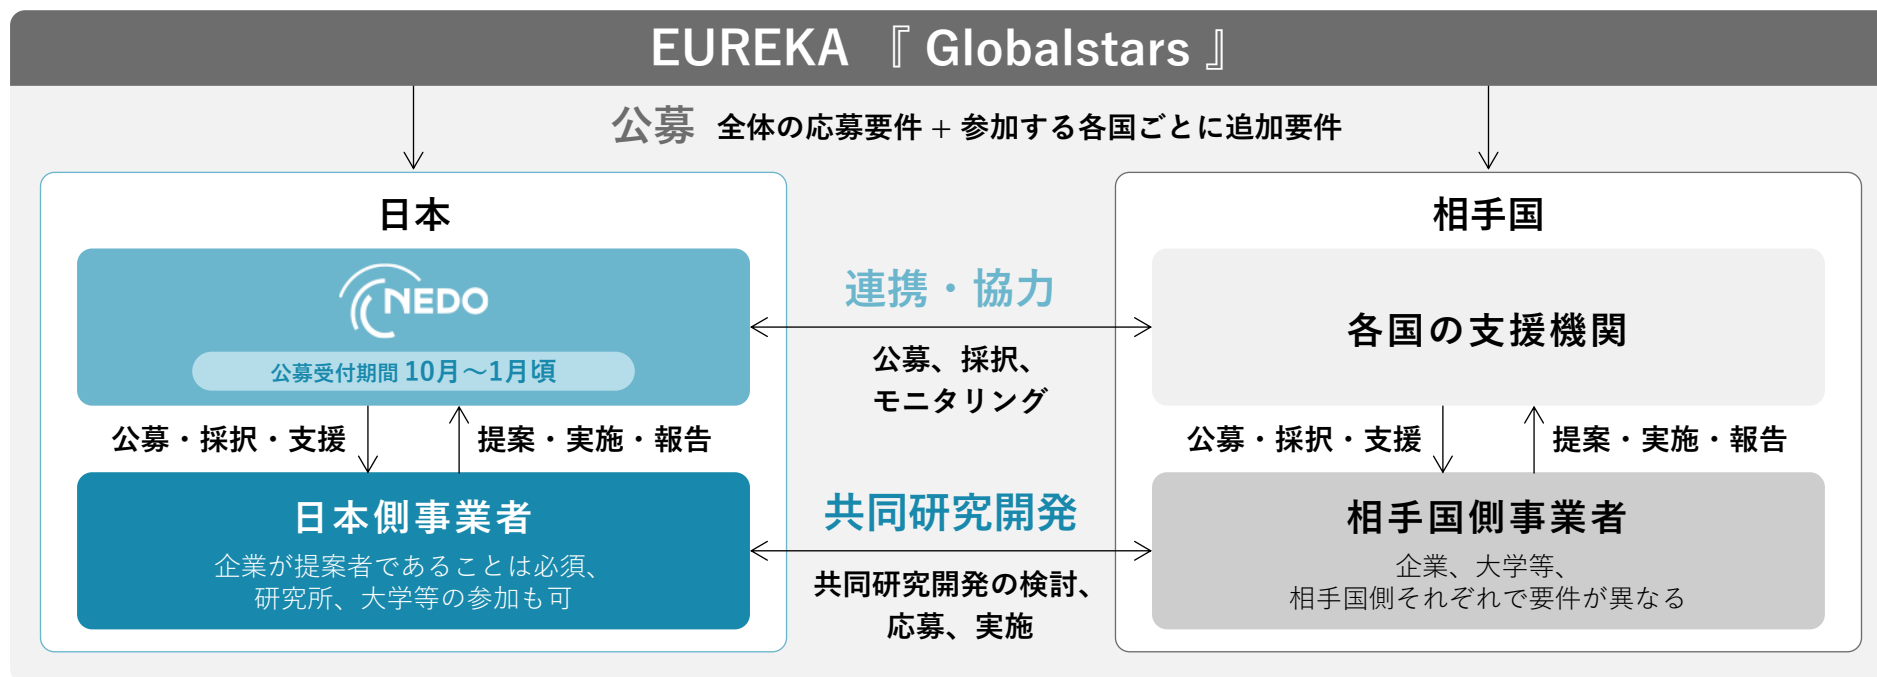 EUREKA 『 Globalstars 』
公募 全体の応募要件 + 参加する各国ごとに追加要件
日本
NEDO
公募受付期間 10月～1月頃
公募・採択・支援
提案・実施・報告
日本側事業者
企業が提案者であることは必須、
研究所、大学等の参加も可
連携・協力
公募、採択、
モニタリング
共同研究開発
共同研究開発の検討、
応募、実施
相手国
各国の支援機関
公募・採択・支援
提案・実施・報告
相手国側事業者
企業、大学等、
相手国側それぞれで要件が異なる